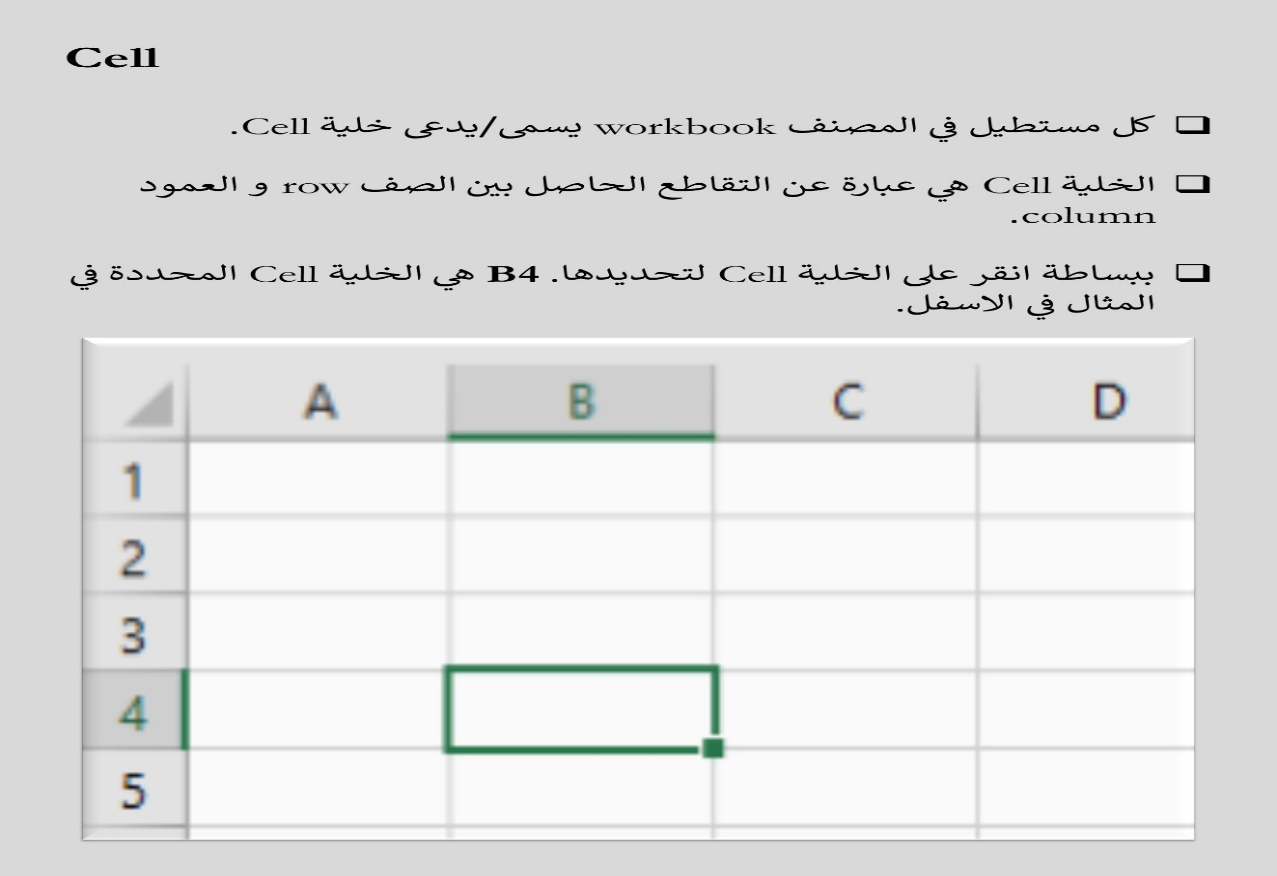 Cell
كل مستطيل في المصنف workbook يسمى/يدعى خلية Cell.
الخلية Cell هي عبارة عن التقاطع الحاصل بين الصف row و العمود
column.
ببساطة انقر على الخلية Cell لتحديدها. B4 هي الخلية Cell المحددة في
المثال في الاسفل.
A B C D
1
2
3
4
5